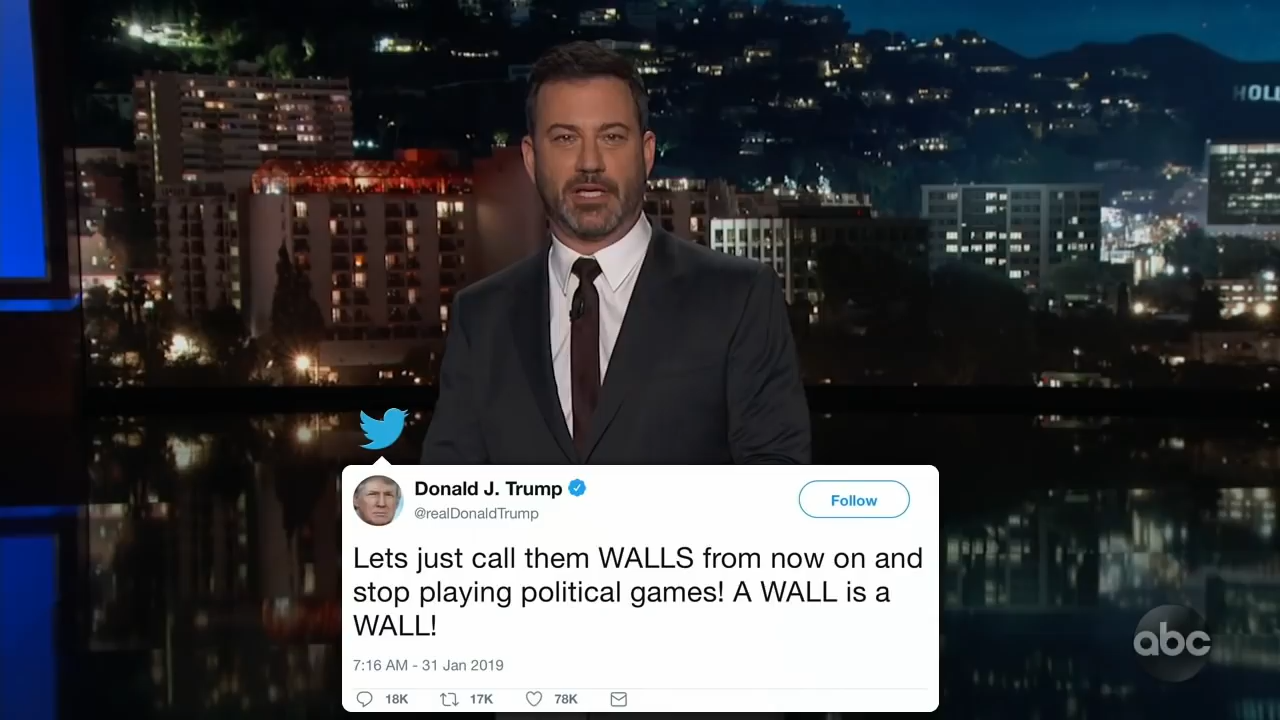 HOLL
Donald J. Trump
@realDonaldTrump
Follow
Lets just call them WALLS from now on and
stop playing political games! A WALL is a
WALL!
7:16 AM - 31 Jan 2019
18K 17K 78K
abc